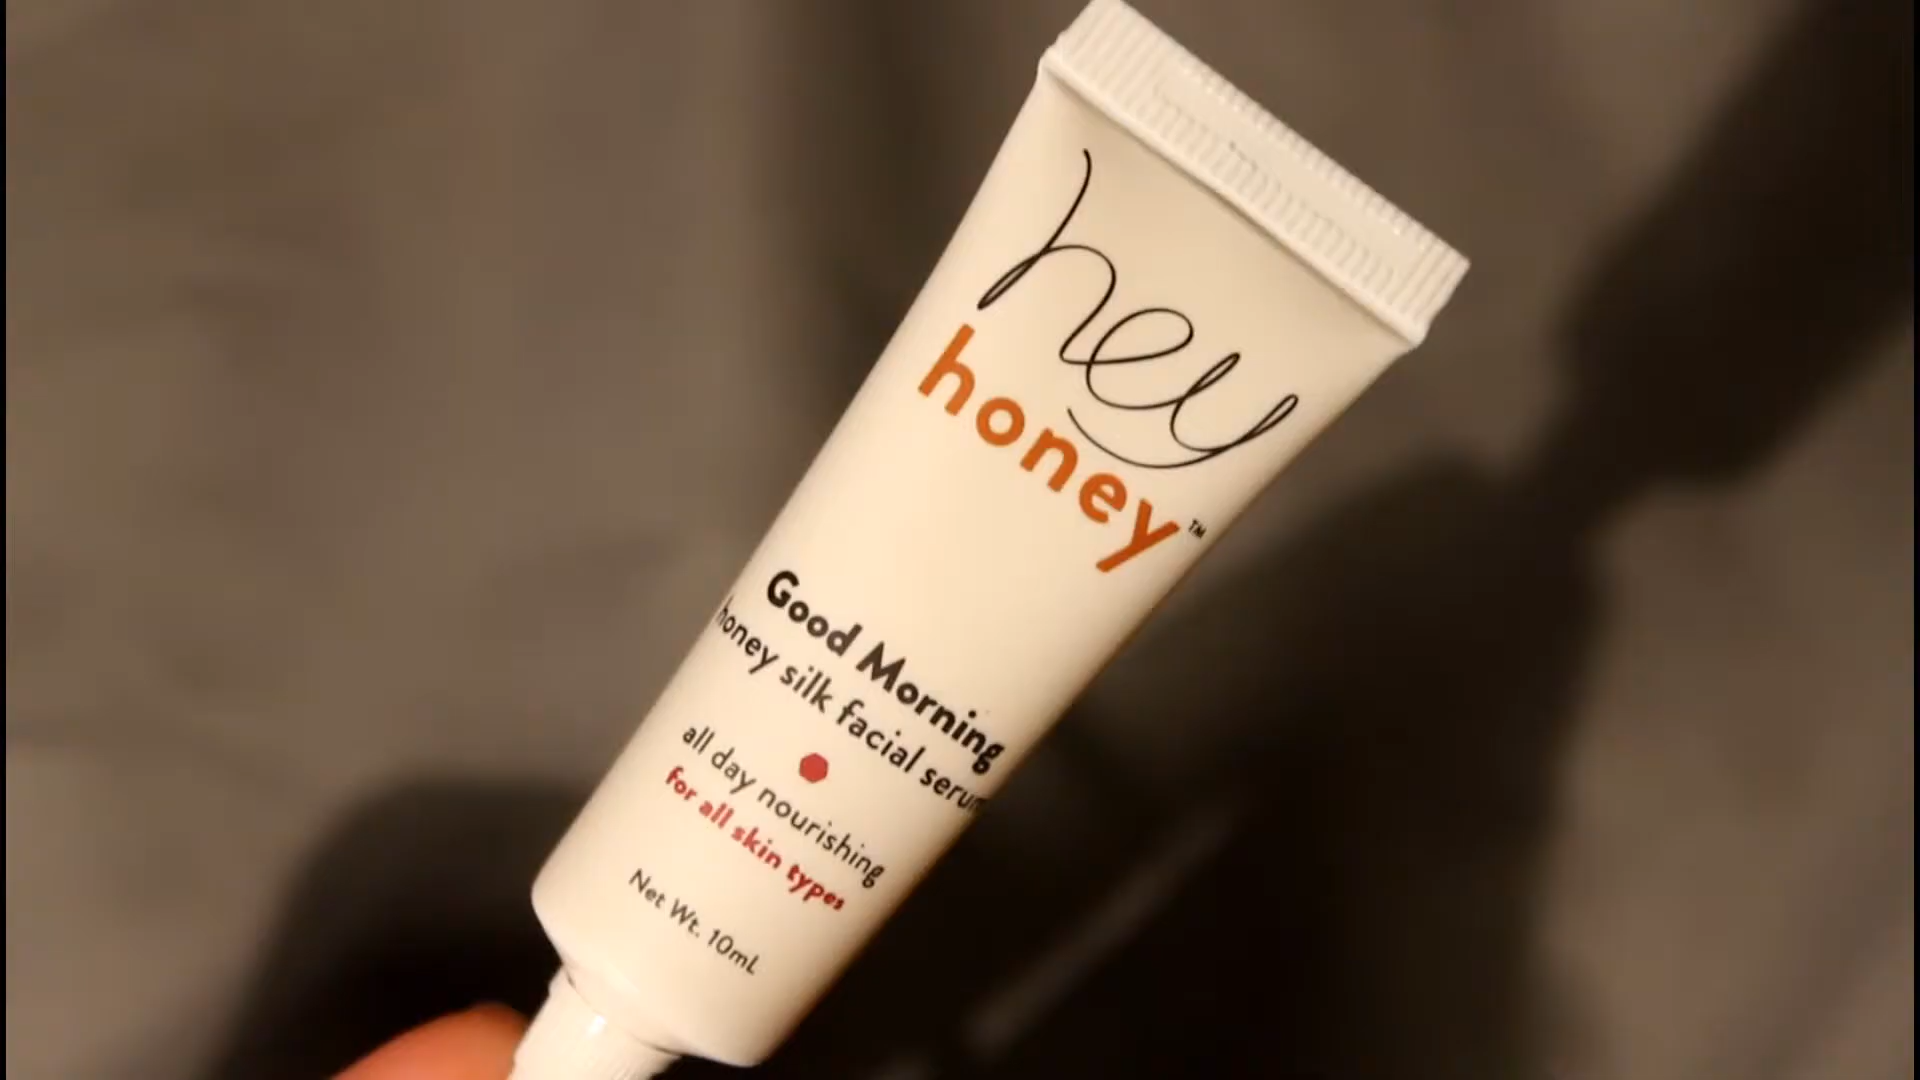 hey
honey™
Good Morning
honey silk facial serum
all day nourishing
for all skin types
Net Wt. 10mL